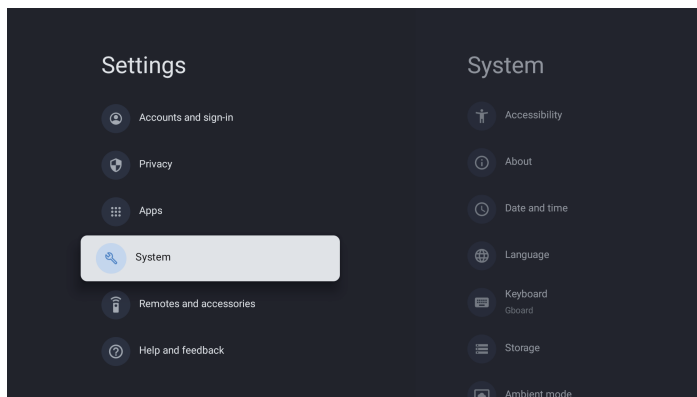 Settings
Accounts and sign-in
Privacy
Apps
System
Remotes and accessories
Help and feedback
System
Accessibility
About
Date and time
Language
Keyboard
Gboard
Storage
Ambient mode